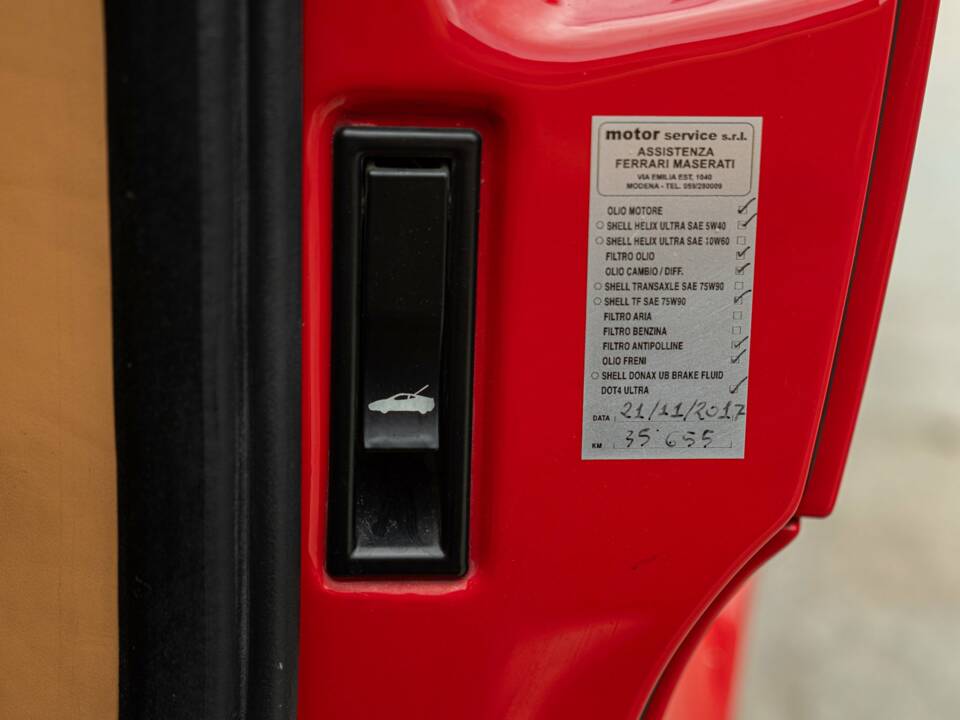 motor service s.r.l.
ASSISTENZA
FERRARI MASERATI
VIA EMILIA EST, 1040
MODENA - TEL. 059/280009
OLIO MOTORE
SHELL HELIX ULTRA SAE 5W40
SHELL HELIX ULTRA SAE 10W60
FILTRO OLIO
OLIO CAMBIO / DIFF.
SHELL TRANSAXLE SAE 75W90
SHELL TF SAE 75W90
FILTRO ARIA
FILTRO BENZINA
FILTRO ANTIPOLLINE
OLIO FRENI
SHELL DONAX UB BRAKE FLUID
DOT4 ULTRA
DATA 21/11/2017
KM 35'655